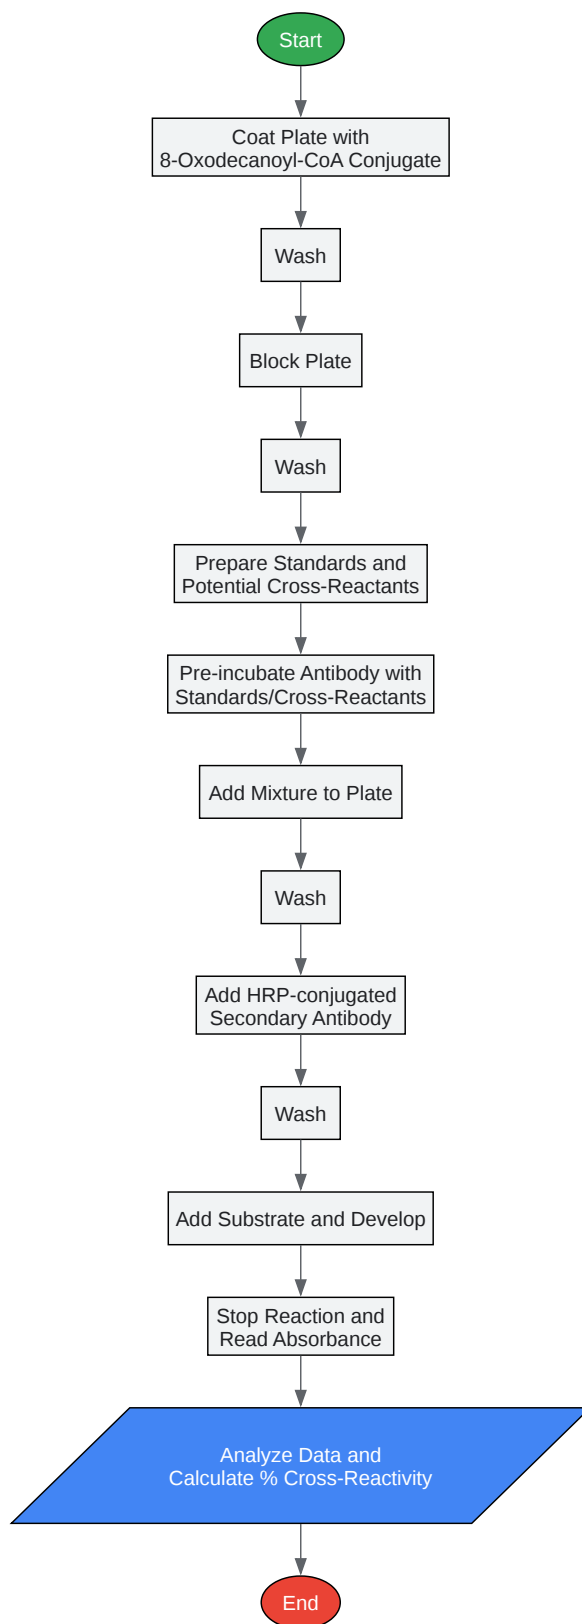 Start
Coat Plate with
8-Oxodecanoyl-CoA Conjugate
Wash
Block Plate
Wash
Prepare Standards and
Potential Cross-Reactants
Pre-incubate Antibody with
Standards/Cross-Reactants
Add Mixture to Plate
Wash
Add HRP-conjugated
Secondary Antibody
Wash
Add Substrate and Develop
Stop Reaction and
Read Absorbance
Analyze Data and
Calculate % Cross-Reactivity
End